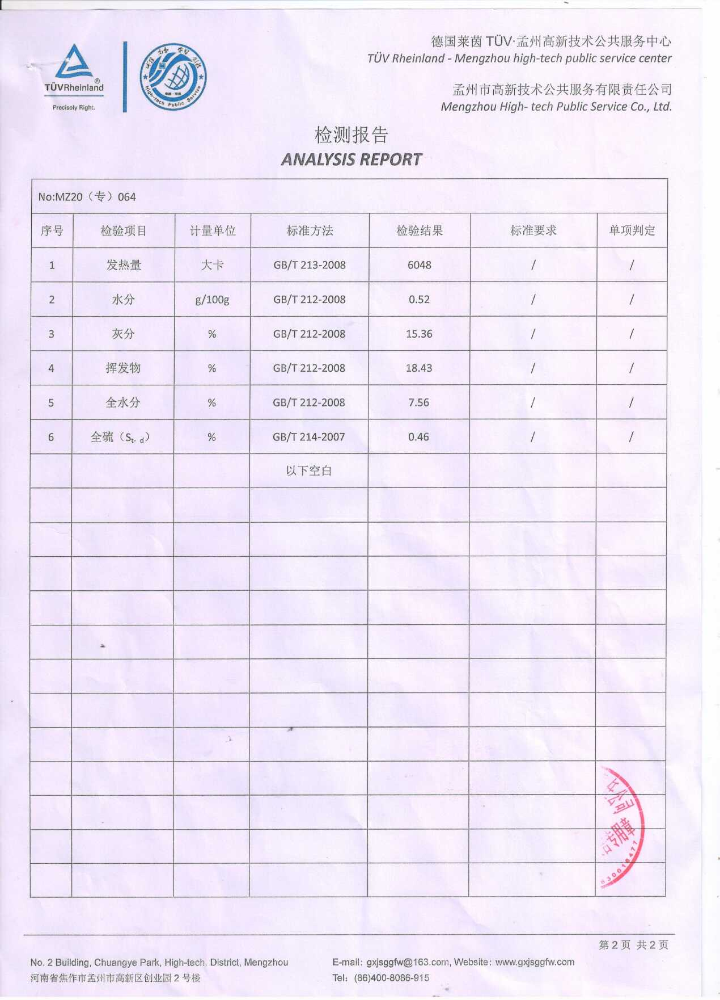 德国莱茵 TÜV·孟州高新技术公共服务中心
TÜV Rheinland - Mengzhou high-tech public service center
孟州市高新技术公共服务有限责任公司
Mengzhou High- tech Public Service Co., Ltd.
TÜVRheinland®
Precisely Right.
High-tech Public Service
检测报告
ANALYSIS REPORT
No:MZ20（专）064
序号 检验项目 计量单位 标准方法 检验结果 标准要求 单项判定
1 发热量 大卡 GB/T 213-2008 6048 / /
2 水分 g/100g GB/T 212-2008 0.52 / /
3 灰分 % GB/T 212-2008 15.36 / /
4 挥发物 % GB/T 212-2008 18.43 / /
5 全水分 % GB/T 212-2008 7.56 / /
6 全硫（St. d） % GB/T 214-2007 0.46 / /
以下空白
公司
专用章
第 2 页 共 2 页
No. 2 Building, Chuangye Park, High-tech. District, Mengzhou
E-mail: gxjsggfw@163.com, Website: www.gxjsggfw.com
河南省焦作市孟州市高新区创业园 2 号楼
Tel: (86)400-8086-915